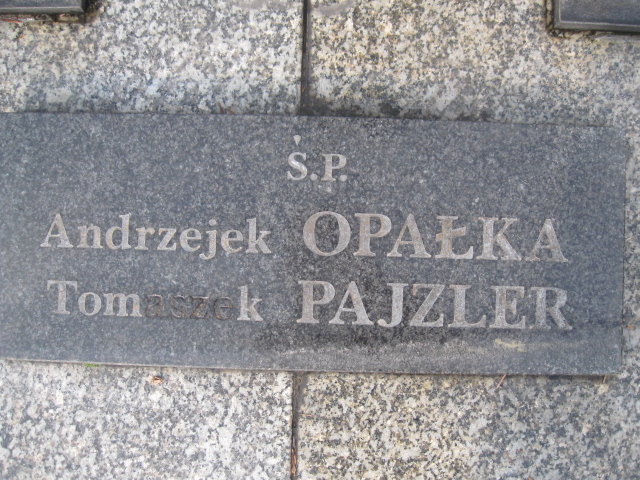 Ś.P.
Andrzejek OPAŁKA
Tomaszek PAJZLER